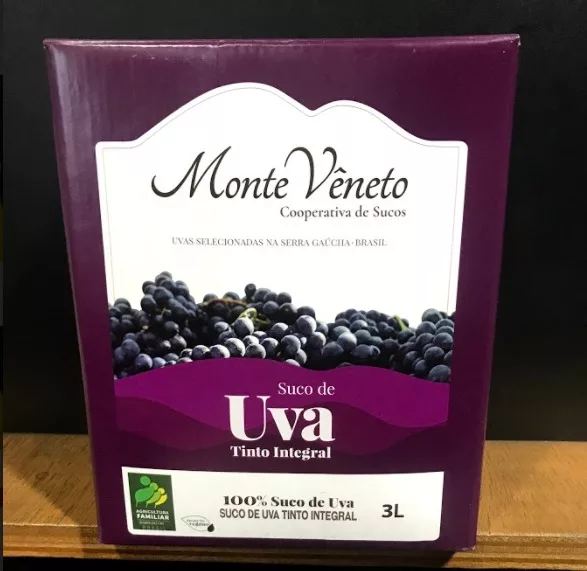 Monte Vêneto
Cooperativa de Sucos
UVAS SELECIONADAS NA SERRA GAÚCHA-BRASIL
Suco de
Uva
Tinto Integral
100% Suco de Uva
SUCO DE UVA TINTO INTEGRAL
3L
AGRICULTURA
FAMILIAR